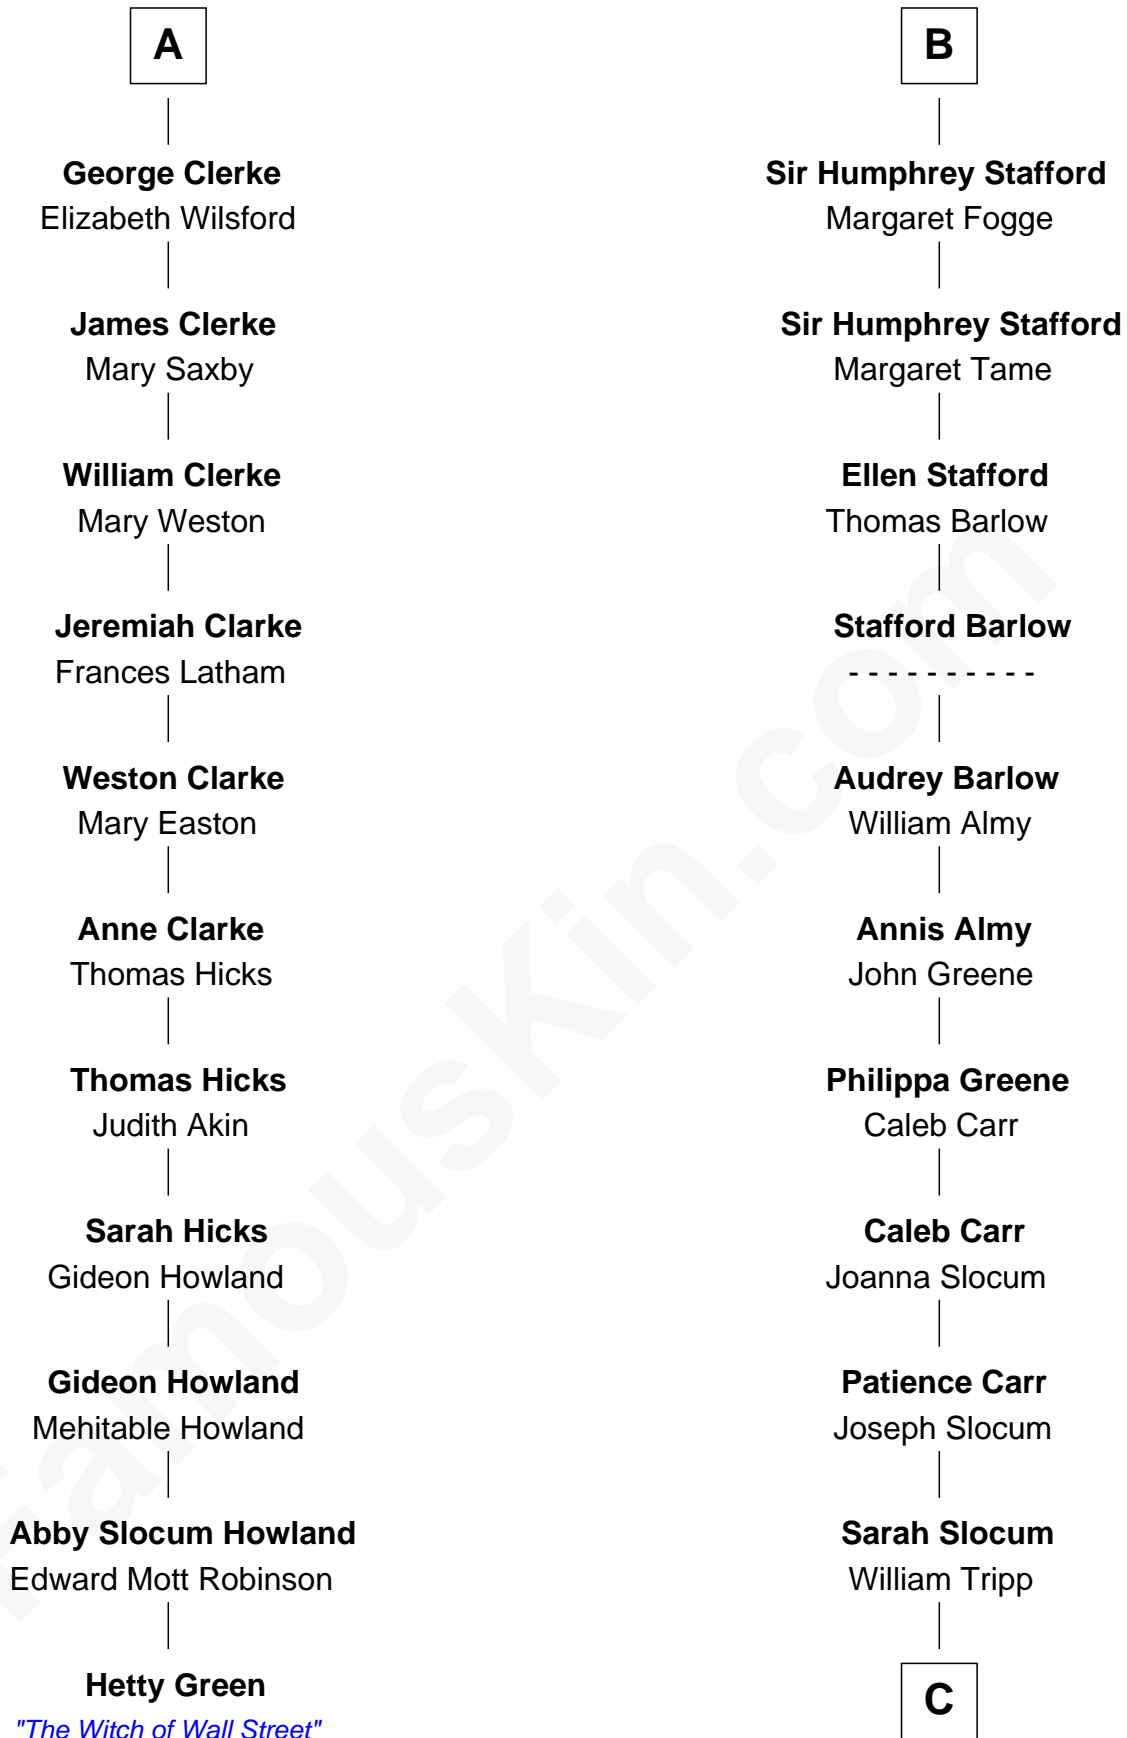 A
George Clerke
Elizabeth Wilsford
James Clerke
Mary Saxby
William Clerke
Mary Weston
Jeremiah Clarke
Frances Latham
Weston Clarke
Mary Easton
Anne Clarke
Thomas Hicks
Thomas Hicks
Judith Akin
Sarah Hicks
Gideon Howland
Gideon Howland
Mehitable Howland
Abby Slocum Howland
Edward Mott Robinson
Hetty Green
"The Witch of Wall Street"
B
Sir Humphrey Stafford
Margaret Fogge
Sir Humphrey Stafford
Margaret Tame
Ellen Stafford
Thomas Barlow
Stafford Barlow
- - - - - - - - - -
Audrey Barlow
William Almy
Annis Almy
John Greene
Philippa Greene
Caleb Carr
Caleb Carr
Joanna Slocum
Patience Carr
Joseph Slocum
Sarah Slocum
William Tripp
C
FamousKin.com